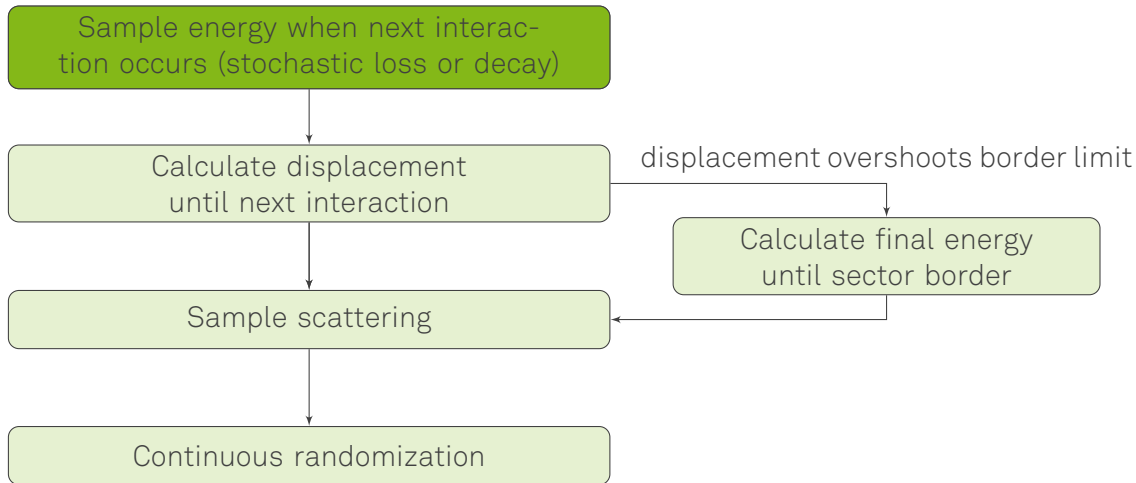 Sample energy when next interac-
tion occurs (stochastic loss or decay)
Calculate displacement
until next interaction
displacement overshoots border limit
Calculate final energy
until sector border
Sample scattering
Continuous randomization